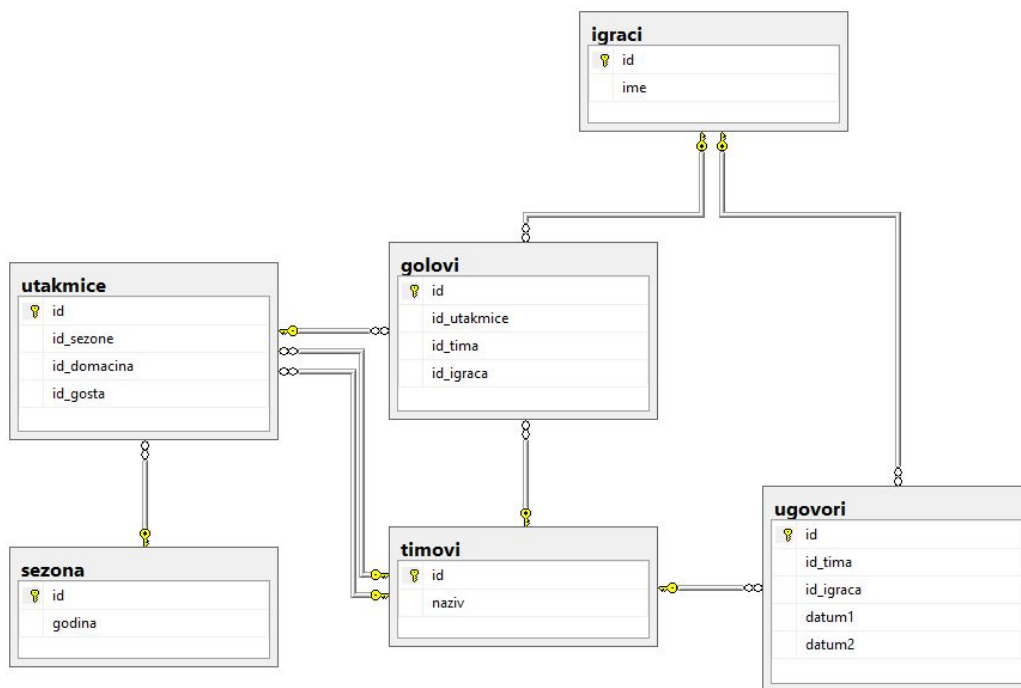 igraci
id
ime
golovi
id
id_utakmice
id_tima
id_igraca
utakmice
id
id_sezone
id_domacina
id_gosta
ugovori
id
id_tima
id_igraca
datum1
datum2
timovi
id
naziv
sezona
id
godina